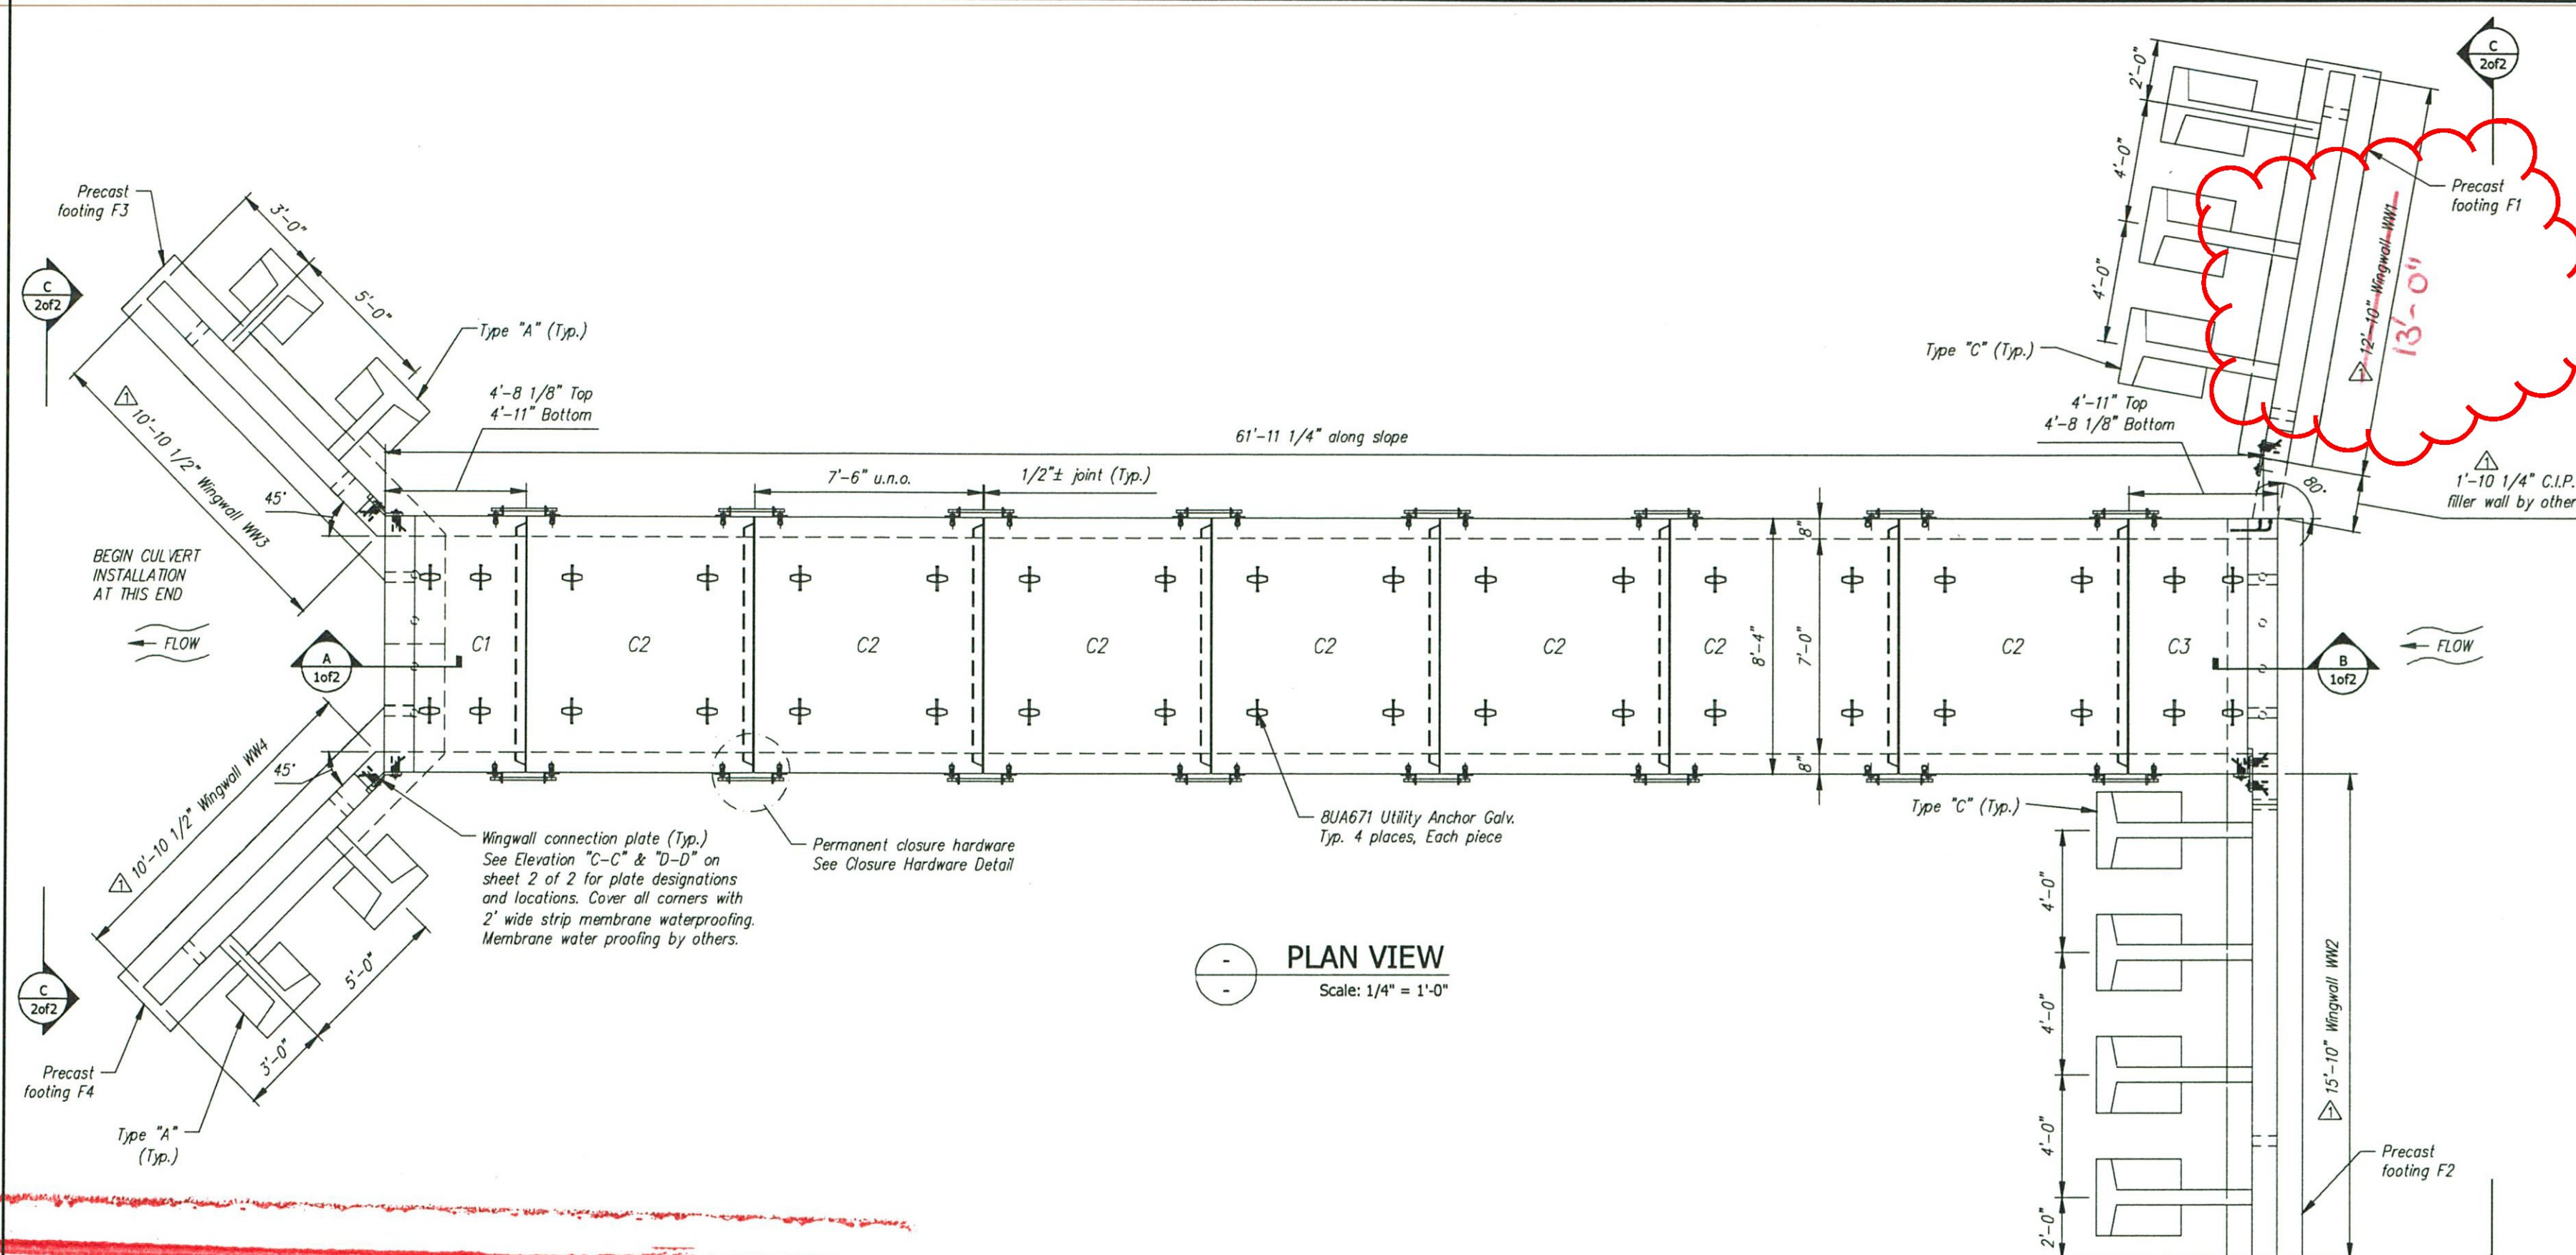 C
2of2
2'-0"
4'-0"
4'-0"
Precast
footing F1
12'-10" Wingwall WW1
13'-0"
1
Type "C" (Typ.)
4'-11" Top
4'-8 1/8" Bottom
1
1'-10 1/4" C.I.P.
filler wall by other
80°
Precast
footing F3
3'-0"
5'-0"
C
2of2
Type "A" (Typ.)
1
10'-10 1/2" Wingwall WW3
4'-8 1/8" Top
4'-11" Bottom
61'-11 1/4" along slope
7'-6" u.n.o.
1/2"± joint (Typ.)
45°
BEGIN CULVERT
INSTALLATION
AT THIS END
FLOW
A
1of2
C1
C2
C2
C2
C2
C2
C2
C2
C3
8"
8'-4"
7'-0"
8"
B
1of2
FLOW
45°
1
10'-10 1/2" Wingwall WW4
Wingwall connection plate (Typ.)
See Elevation "C-C" & "D-D" on
sheet 2 of 2 for plate designations
and locations. Cover all corners with
2' wide strip membrane waterproofing.
Membrane water proofing by others.
Permanent closure hardware
See Closure Hardware Detail
8UA671 Utility Anchor Galv.
Typ. 4 places, Each piece
Type "C" (Typ.)
4'-0"
4'-0"
4'-0"
2'-0"
1
15'-10" Wingwall WW2
Precast
footing F2
C
2of2
5'-0"
3'-0"
Precast
footing F4
Type "A"
(Typ.)
-
-
PLAN VIEW
Scale: 1/4" = 1'-0"